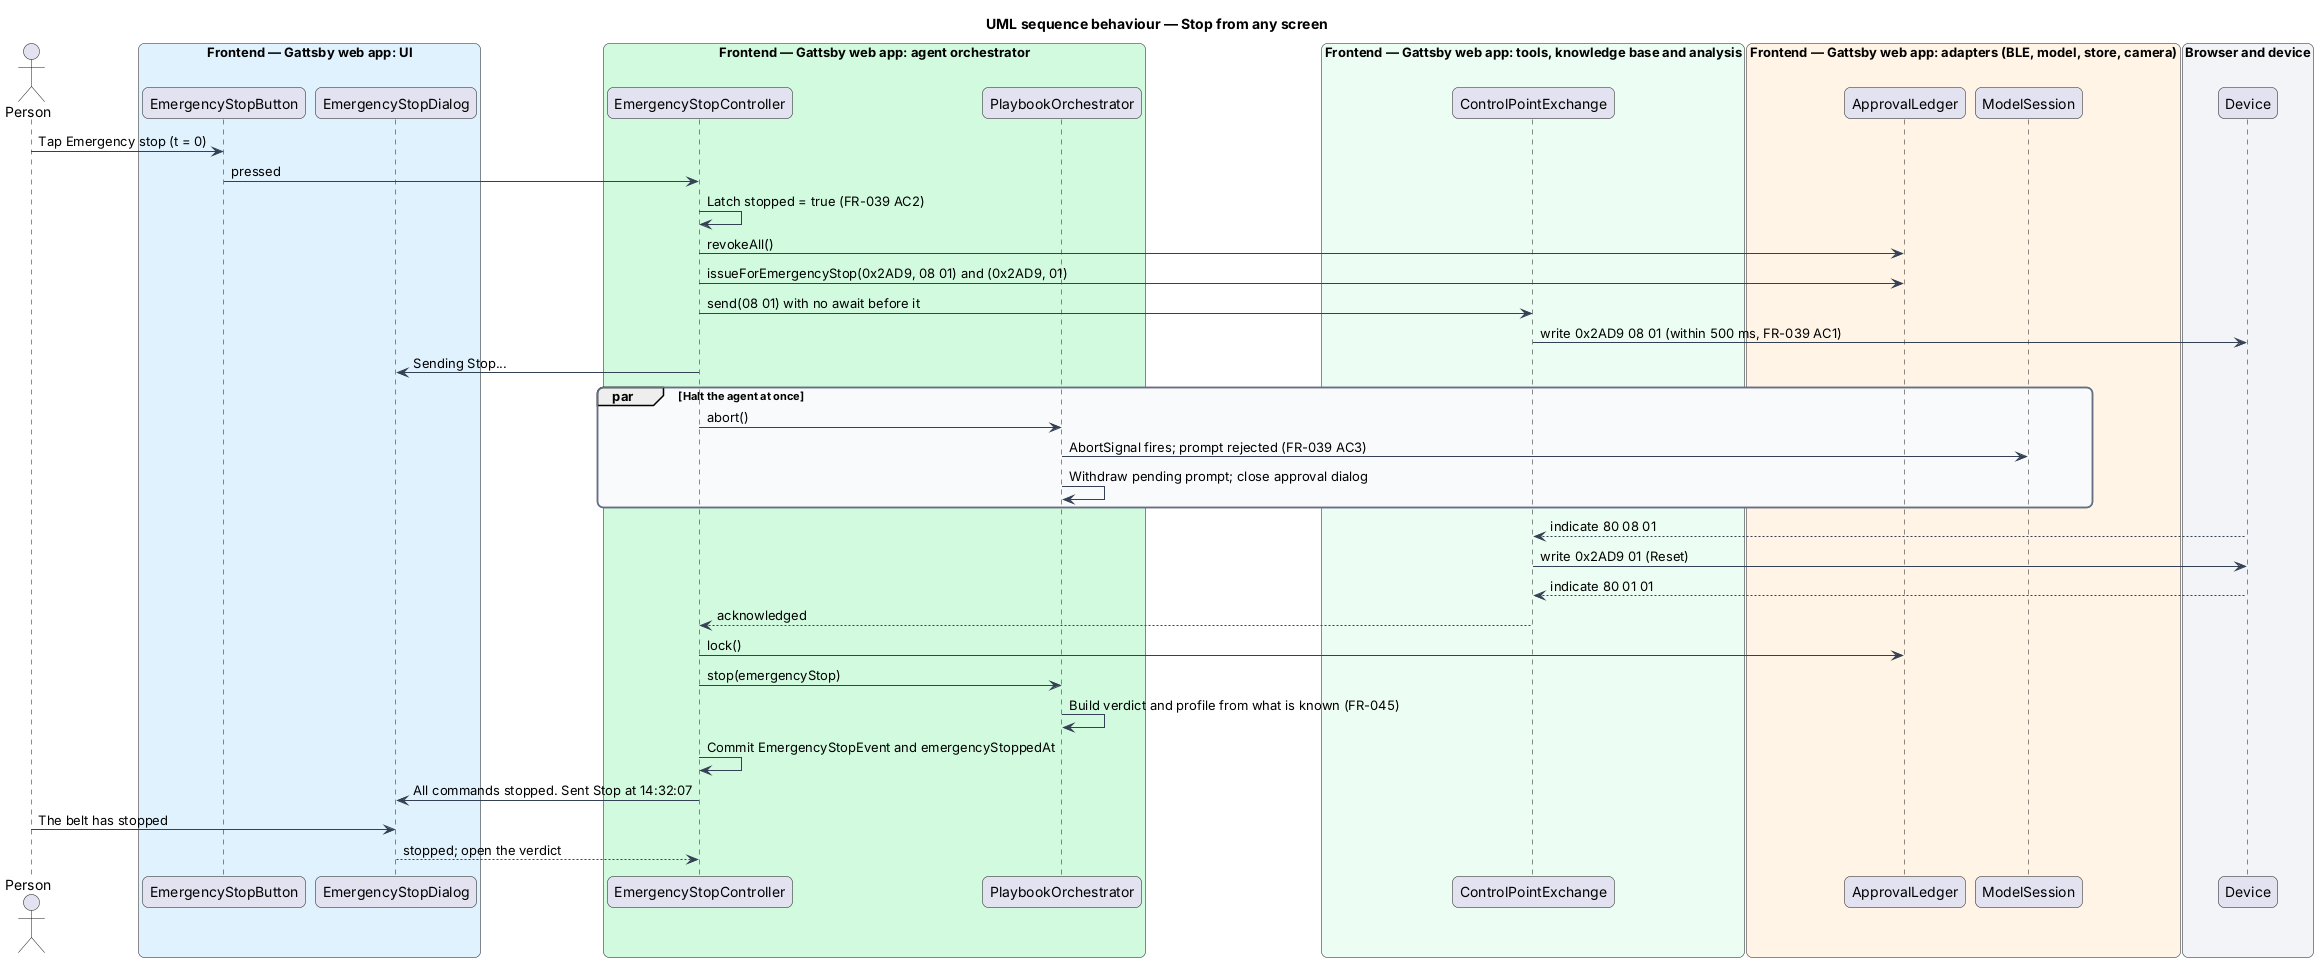 UML sequence behaviour — Stop from any screen
Frontend — Gattsby web app: UI
Frontend — Gattsby web app: agent orchestrator
Frontend — Gattsby web app: tools, knowledge base and analysis
Frontend — Gattsby web app: adapters (BLE, model, store, camera)
Browser and device
Person
EmergencyStopButton
EmergencyStopDialog
EmergencyStopController
PlaybookOrchestrator
ControlPointExchange
ApprovalLedger
ModelSession
Device
Tap Emergency stop (t = 0)
pressed
Latch stopped = true (FR-039 AC2)
revokeAll()
issueForEmergencyStop(0x2AD9, 08 01) and (0x2AD9, 01)
send(08 01) with no await before it
write 0x2AD9 08 01 (within 500 ms, FR-039 AC1)
Sending Stop...
par [Halt the agent at once]
abort()
AbortSignal fires; prompt rejected (FR-039 AC3)
Withdraw pending prompt; close approval dialog
indicate 80 08 01
write 0x2AD9 01 (Reset)
indicate 80 01 01
acknowledged
lock()
stop(emergencyStop)
Build verdict and profile from what is known (FR-045)
Commit EmergencyStopEvent and emergencyStoppedAt
All commands stopped. Sent Stop at 14:32:07
The belt has stopped
stopped; open the verdict
Person
EmergencyStopButton
EmergencyStopDialog
EmergencyStopController
PlaybookOrchestrator
ControlPointExchange
ApprovalLedger
ModelSession
Device